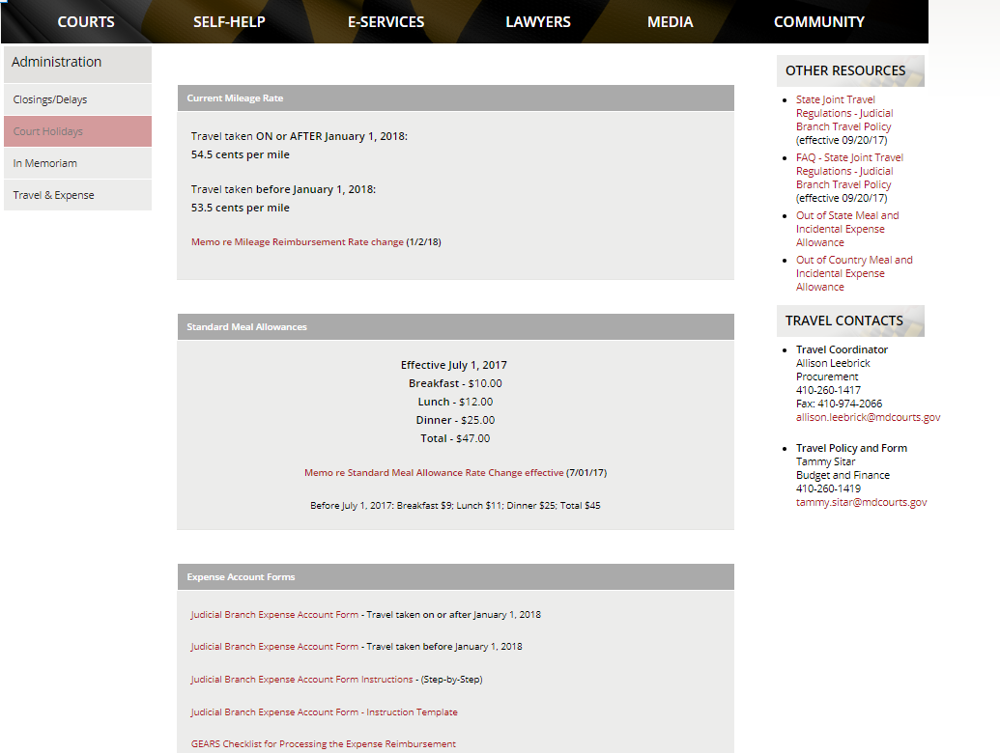 COURTS SELF-HELP E-SERVICES LAWYERS MEDIA COMMUNITY
Administration
Closings/Delays
Court Holidays
In Memoriam
Travel & Expense
Current Mileage Rate
Travel taken ON or AFTER January 1, 2018:
54.5 cents per mile
Travel taken before January 1, 2018:
53.5 cents per mile
Memo re Mileage Reimbursement Rate change (1/2/18)
Standard Meal Allowances
Effective July 1, 2017
Breakfast - $10.00
Lunch - $12.00
Dinner - $25.00
Total - $47.00
Memo re Standard Meal Allowance Rate Change effective (7/01/17)
Before July 1, 2017: Breakfast $9; Lunch $11; Dinner $25; Total $45
Expense Account Forms
Judicial Branch Expense Account Form - Travel taken on or after January 1, 2018
Judicial Branch Expense Account Form - Travel taken before January 1, 2018
Judicial Branch Expense Account Form Instructions - (Step-by-Step)
Judicial Branch Expense Account Form - Instruction Template
GEARS Checklist for Processing the Expense Reimbursement
OTHER RESOURCES
State Joint Travel
Regulations - Judicial
Branch Travel Policy
(effective 09/20/17)
FAQ - State Joint Travel
Regulations - Judicial
Branch Travel Policy
(effective 09/20/17)
Out of State Meal and
Incidental Expense
Allowance
Out of Country Meal and
Incidental Expense
Allowance
TRAVEL CONTACTS
Travel Coordinator
Allison Leebrick
Procurement
410-260-1417
Fax: 410-974-2066
allison.leebrick@mdcourts.gov
Travel Policy and Form
Tammy Sitar
Budget and Finance
410-260-1419
tammy.sitar@mdcourts.gov